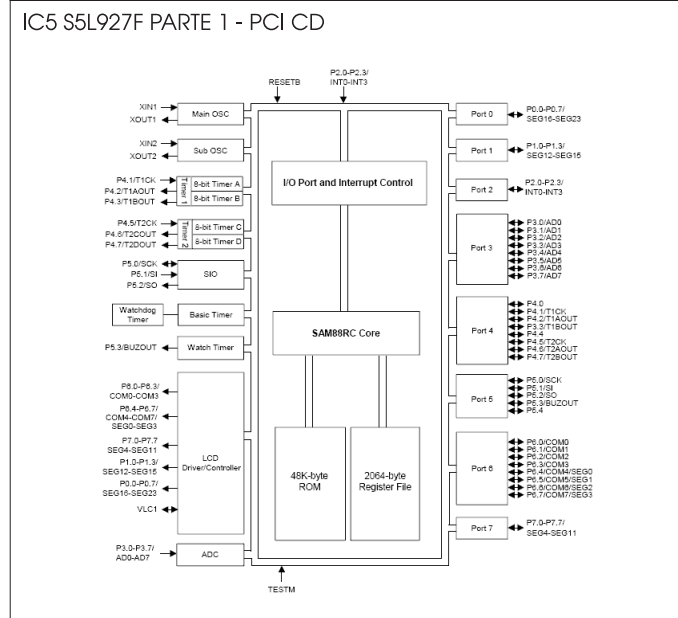 IC5 S5L927F PARTE 1 - PCI CD
P2.0-P2.3/
INT0-INT3
RESETB
XIN1
XOUT1
Main OSC
XIN2
XOUT2
Sub OSC
P4.1/T1CK
P4.2/T1AOUT
P4.3/T1BOUT
Timer 1
8-bit Timer A
8-bit Timer B
P4.5/T2CK
P4.6/T2COUT
P4.7/T2DOUT
Timer 2
8-bit Timer C
8-bit Timer D
P5.0/SCK
P5.1/SI
P5.2/SO
SIO
Watchdog
Timer
Basic Timer
P5.3/BUZOUT
Watch Timer
P6.0-P6.3/
COM0-COM3
P6.4-P6.7/
COM4-COM7/
SEG0-SEG3
P7.0-P7.7
SEG4-SEG11
P1.0-P1.3/
SEG12-SEG15
P0.0-P0.7/
SEG16-SEG23
VLC1
LCD
Driver/Controller
P3.0-P3.7/
AD0-AD7
ADC
TESTM
I/O Port and Interrupt Control
SAM88RC Core
48K-byte
ROM
2064-byte
Register File
Port 0
P0.0-P0.7/
SEG16-SEG23
Port 1
P1.0-P1.3/
SEG12-SEG15
Port 2
P2.0-P2.3/
INT0-INT3
Port 3
P3.0/AD0
P3.1/AD1
P3.2/AD2
P3.3/AD3
P3.4/AD4
P3.5/AD5
P3.6/AD6
P3.7/AD7
Port 4
P4.0
P4.1/T1CK
P4.2/T1AOUT
P3.3/T1BOUT
P4.4
P4.5/T2CK
P4.6/T2AOUT
P4.7/T2BOUT
Port 5
P5.0/SCK
P5.1/SI
P5.2/SO
P5.3/BUZOUT
P5.4
Port 6
P6.0/COM0
P6.1/COM1
P6.2/COM2
P6.3/COM3
P6.4/COM4/SEG0
P6.5/COM5/SEG1
P6.6/COM6/SEG2
P6.7/COM7/SEG3
Port 7
P7.0-P7.7/
SEG4-SEG11